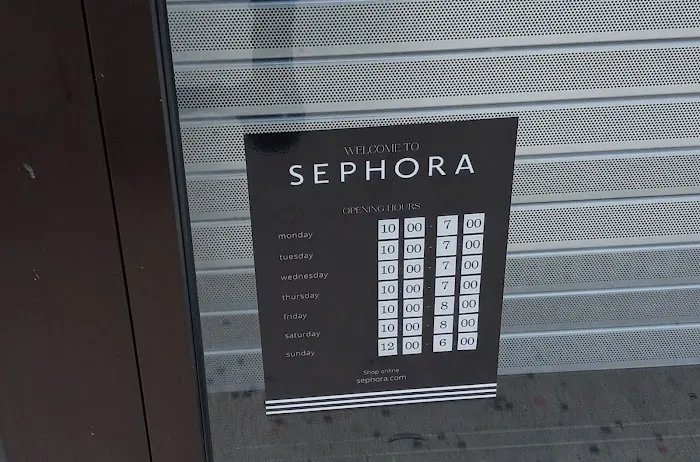 WELCOME TO
SEPHORA
OPENING HOURS
monday 10 00 - 7 00
tuesday 10 00 - 7 00
wednesday 10 00 - 7 00
thursday 10 00 - 7 00
friday 10 00 - 8 00
saturday 10 00 - 8 00
sunday 12 00 - 6 00
Shop online
sephora.com